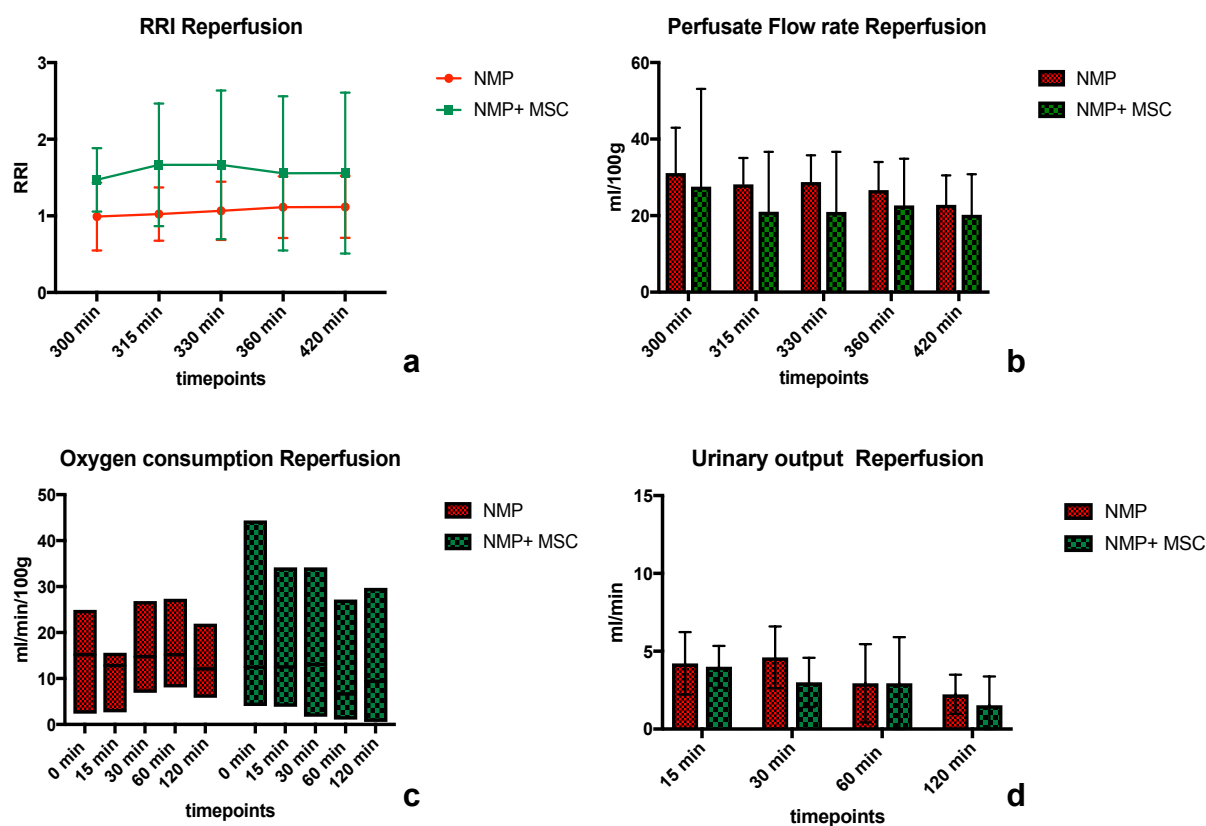 RRI Reperfusion
3
2
1
0
RRI
300 min
315 min
330 min
360 min
420 min
timepoints
NMP
NMP+ MSC
a
Perfusate Flow rate Reperfusion
60
40
20
0
ml/100g
300 min
315 min
330 min
360 min
420 min
timepoints
NMP
NMP+ MSC
b
Oxygen consumption Reperfusion
50
40
30
20
10
0
ml/min/100g
0 min
15 min
30 min
60 min
120 min
0 min
15 min
30 min
60 min
120 min
timepoints
NMP
NMP+ MSC
c
Urinary output Reperfusion
15
10
5
0
ml/min
15 min
30 min
60 min
120 min
timepoints
NMP
NMP+ MSC
d